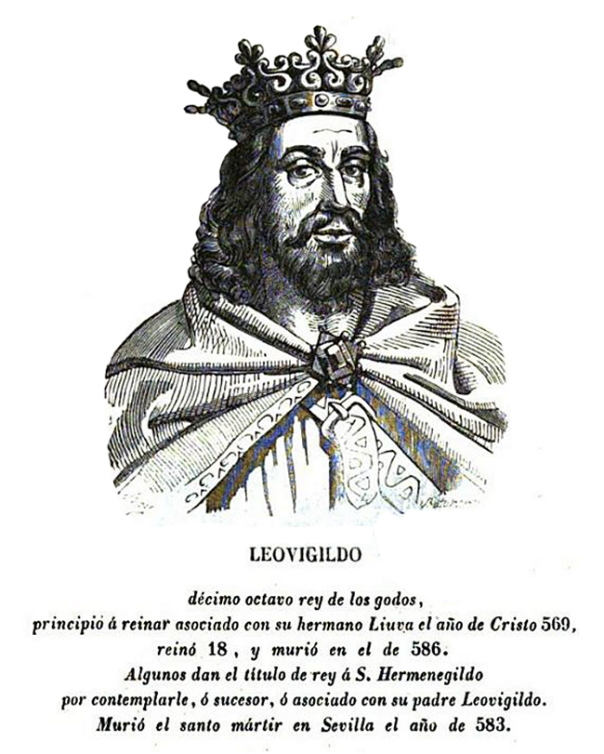 LEOVIGILDO
décimo octavo rey de los godos,
principió á reinar asociado con su hermano Liuva el año de Cristo 569,
reinó 18, y murió en el de 586.
Algunos dan el título de rey á S. Hermenegildo
por contemplarle, ó sucesor, ó asociado con su padre Leovigildo.
Murió el santo mártir en Sevilla el año de 583.